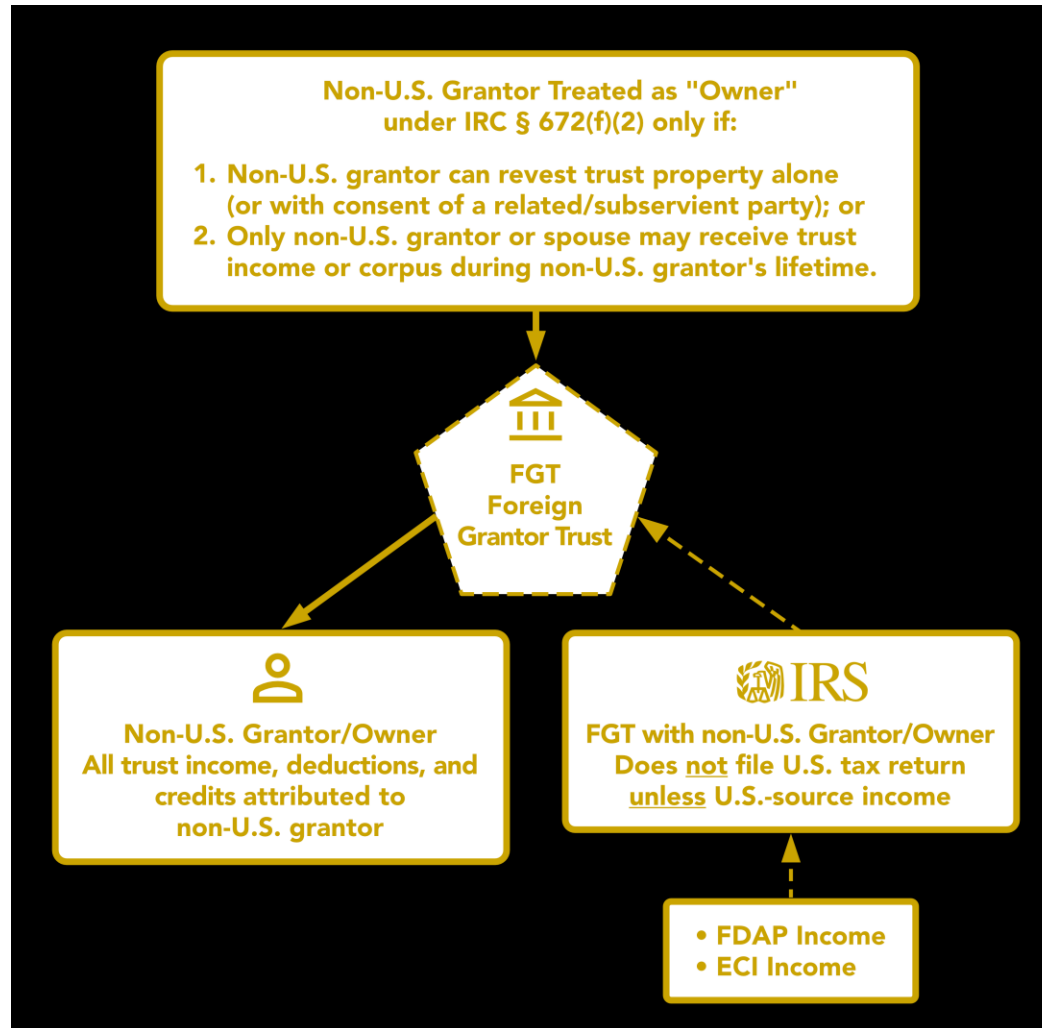 Non-U.S. Grantor Treated as "Owner"
under IRC § 672(f)(2) only if:
1. Non-U.S. grantor can revest trust property alone
(or with consent of a related/subservient party); or
2. Only non-U.S. grantor or spouse may receive trust
income or corpus during non-U.S. grantor's lifetime.
FGT
Foreign
Grantor Trust
Non-U.S. Grantor/Owner
All trust income, deductions, and
credits attributed to
non-U.S. grantor
IRS
FGT with non-U.S. Grantor/Owner
Does not file U.S. tax return
unless U.S.-source income
• FDAP Income
• ECI Income